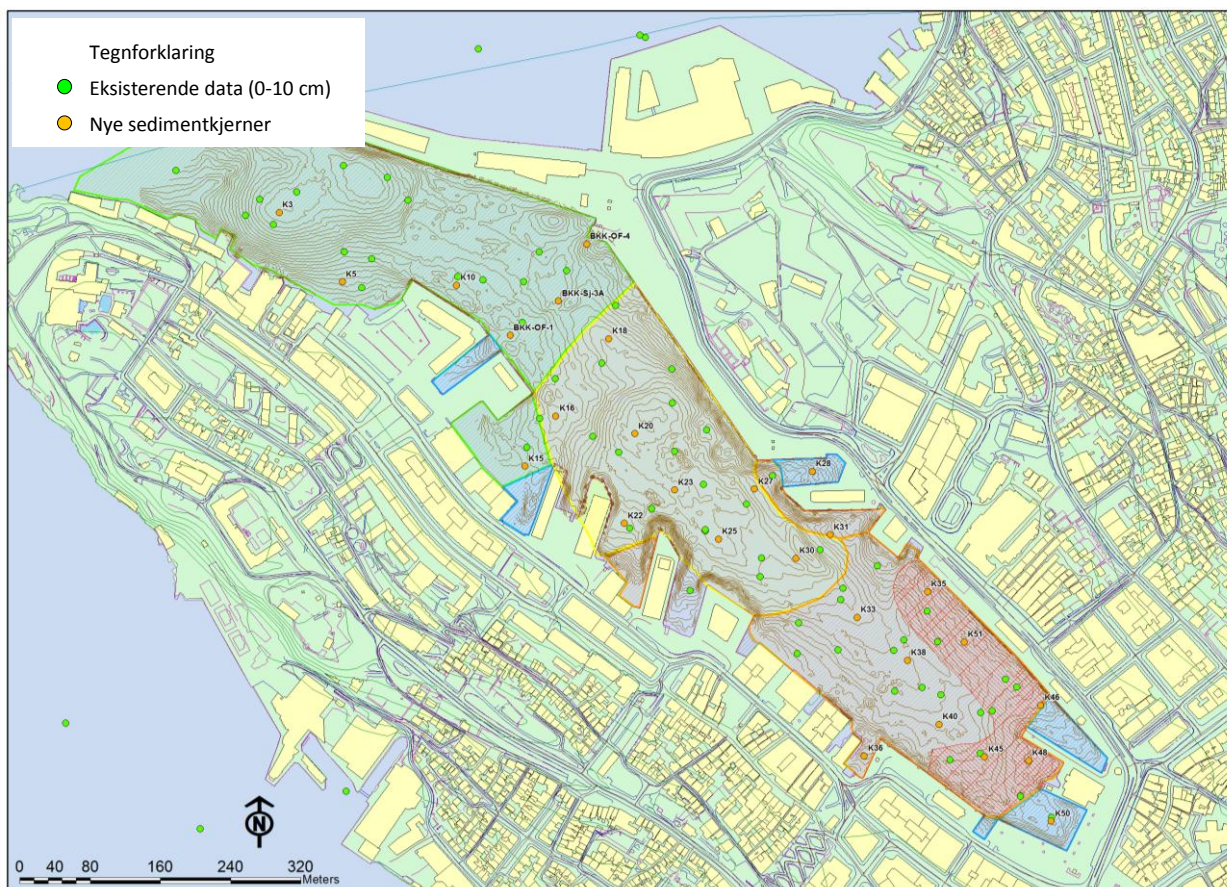 Tegnforklaring
Eksisterende data (0-10 cm)
Nye sedimentkjerner
K3
BKK-OF-4
K5
K10
BKK-Sj-3A
BKK-OF-1
K18
K16
K20
K15
K28
K23
K27
K22
K25
K31
K30
K35
K33
K51
K38
K46
K40
K36
K45
K48
K50
N
0 40 80 160 240 320
Meters